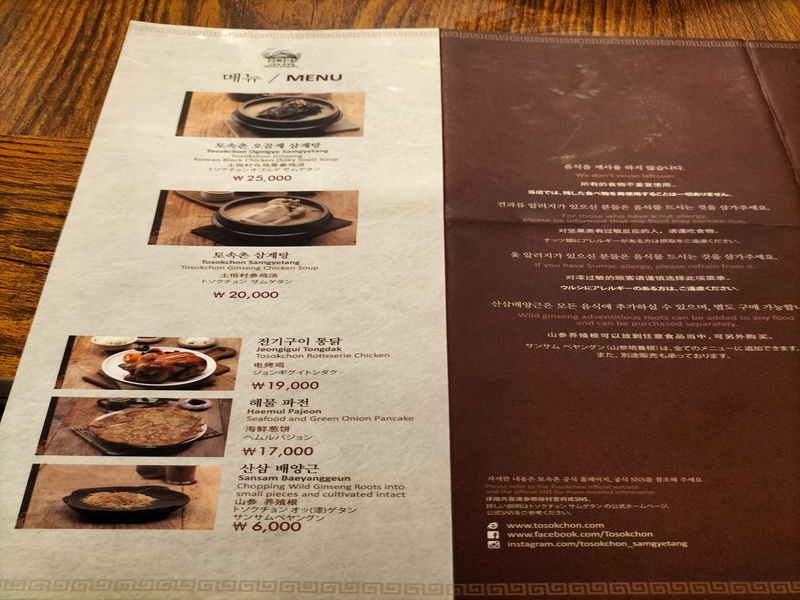 메뉴 / MENU
토속촌 오골계 삼계탕
Tosokchon Ogolgye Samgyetang
Tosokchon Ginseng
Korean Black Chicken (Silky fowl) Soup
土俗村乌鸡骨参鸡汤
トソクチョン オゴルゲ サムゲタン
₩ 25,000
토속촌 삼계탕
Tosokchon Samgyetang
Tosokchon Ginseng Chicken Soup
土俗村参鸡汤
トソクチョン サムゲタン
₩ 20,000
전기구이 통닭
Jeongigui Tongdak
Tosokchon Rotisserie Chicken
电烤鸡
ジョンギグイトンダク
₩ 19,000
해물 파전
Haemul Pajeon
Seafood and Green Onion Pancake
海鲜葱饼
ヘムルパジョン
₩ 17,000
산삼 배양근
Sansam Baeyanggeun
Chopping Wild Ginseng Roots into
small pieces and cultivated intact
山参 养殖根
トソクチョン オッ(漆)ゲタン
サンサムベヤングン
₩ 6,000
음식을 재사용 하지 않습니다.
We don't reuse leftover.
所有的食物不重复使用。
当店では、残した食べ物を再使用することは一切ありません。
견과류 알러지가 있으신 분들은 음식물 드시는 것을 삼가주세요.
For those who have a nut allergy,
please be informed that our food may contain nuts.
对坚果类有过敏反应的人，请谨吃食物。
ナッツ類にアレルギーがある方は摂取をご遠慮ください。
옻 알러지가 있으신 분들은 음식물 드시는 것을 삼가주세요.
If you have Sumac allergy, please refrain from it.
对漆过敏的顾客请谨慎选择此项菜单。
ウルシにアレルギーのある方は、ご遠慮ください。
산삼배양근은 모든 음식에 추가하실 수 있으며, 별도 구매 가능합니
Wild ginseng adventitious roots can be added to any food
and can be purchased separately.
山参养殖根可以放到任意食品当中，可另外购买。
サンサム ベヤングン(山参培養根)は、全てのメニューに追加できます。
また、別途販売も承っております。
자세한 내용은 토속촌 공식 홈페이지, 공식 SNS를 참조해 주세요
Please refer to the Tosokchon official website
and the official SNS for more detailed information
详细内容请参照母村官网或SNS。
詳しい説明はトソクチョン サムゲタン の公式ホームページ、
公式SNSをご参考ください。
www.tosokchon.com
www.facebook.com/Tosokchon
instagram.com/tosokchon_samgyetang